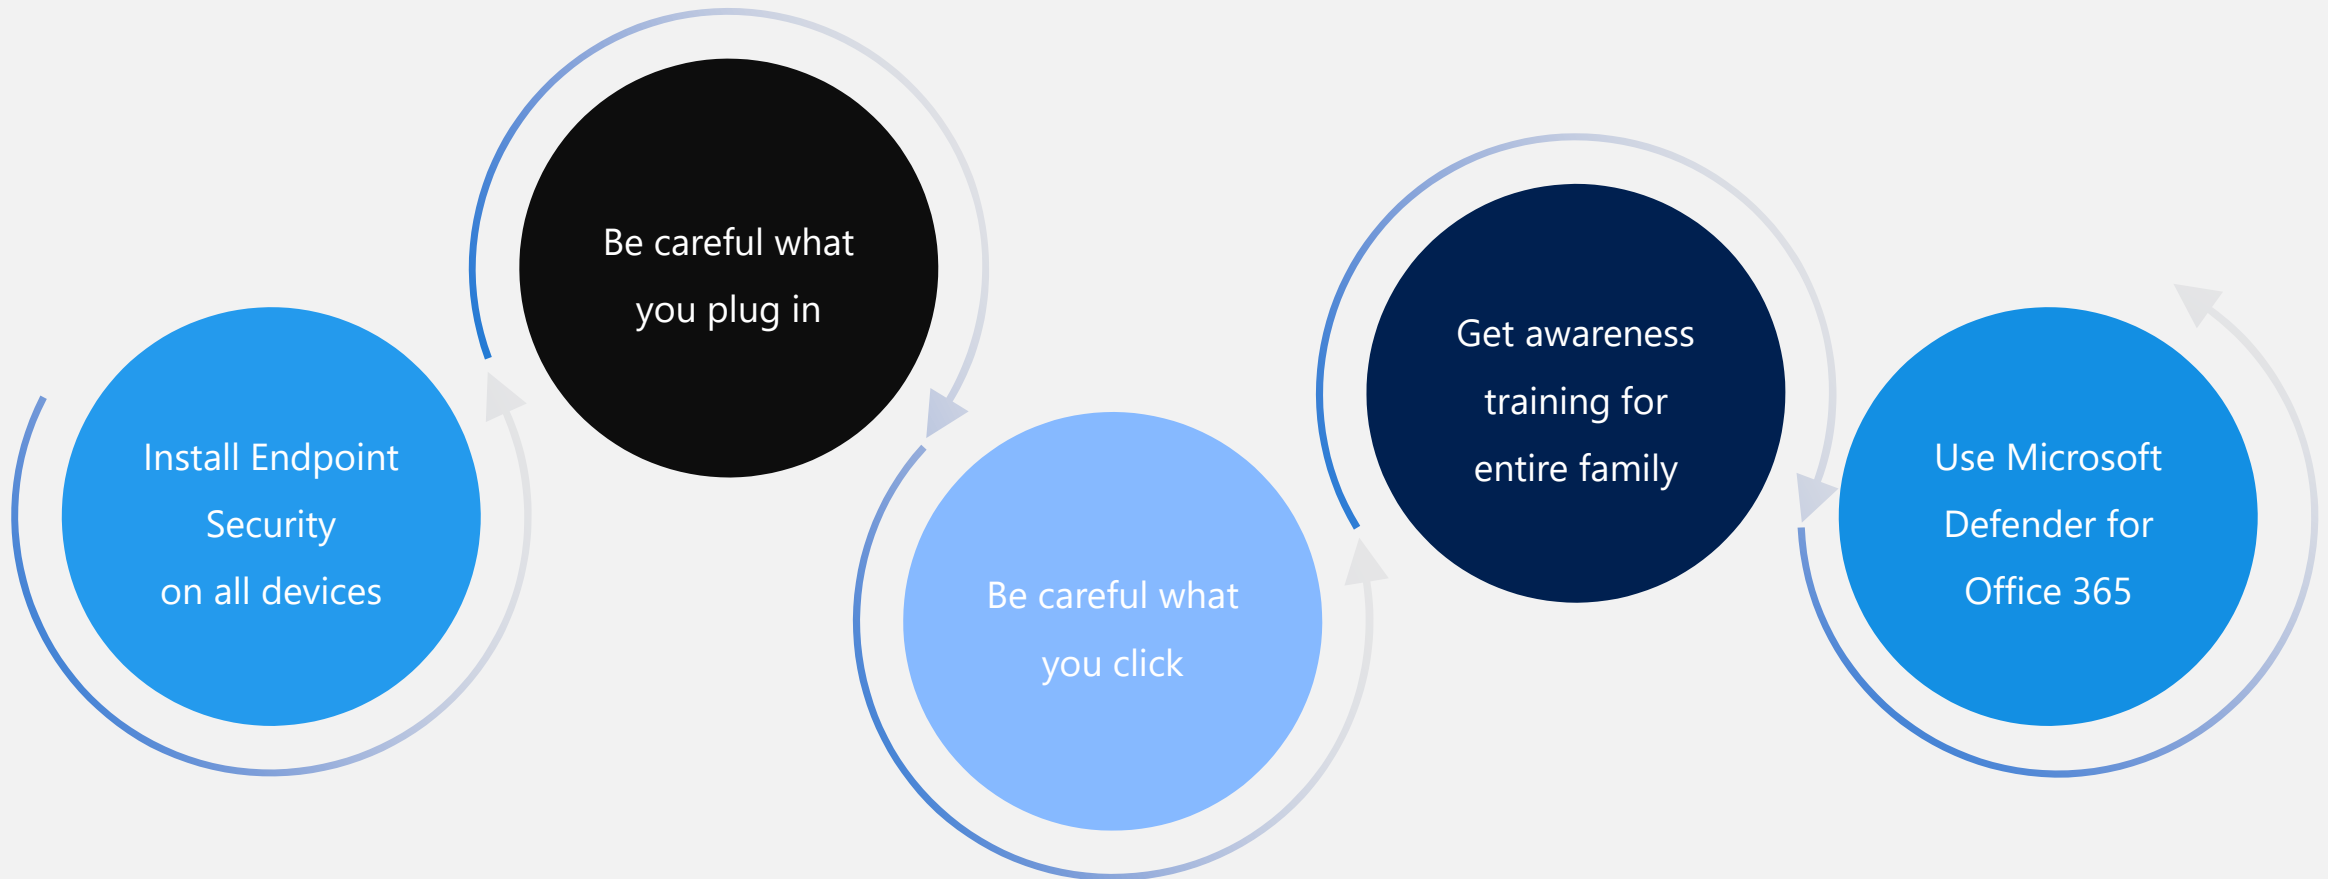 Install Endpoint
Security
on all devices
Be careful what
you plug in
Be careful what
you click
Get awareness
training for
entire family
Use Microsoft
Defender for
Office 365